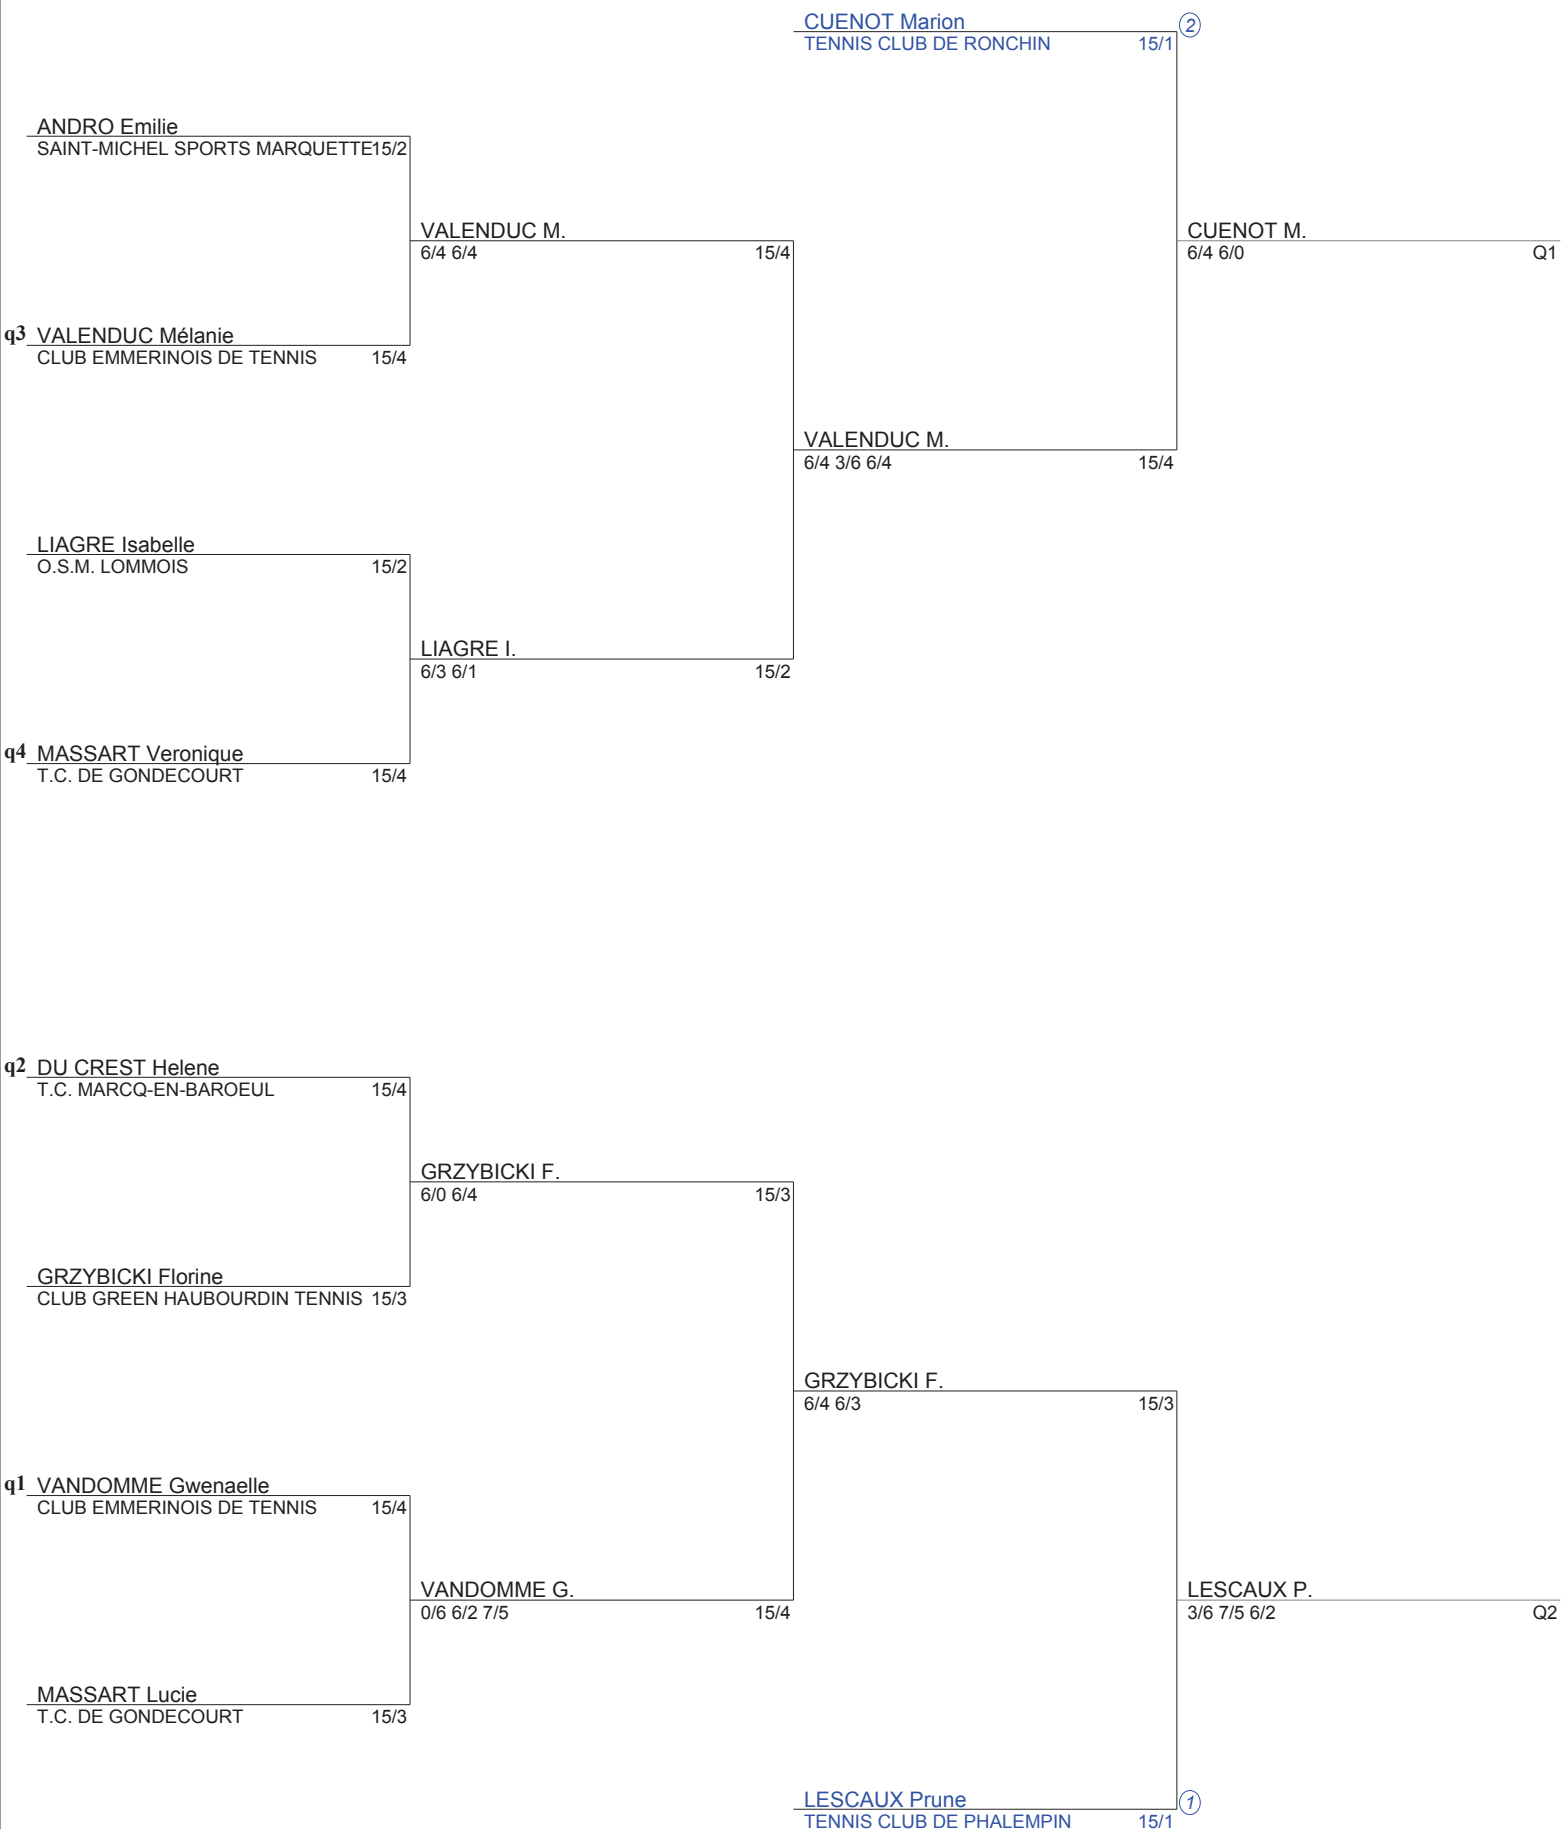 CUENOT Marion 2
TENNIS CLUB DE RONCHIN 15/1
ANDRO Emilie
SAINT-MICHEL SPORTS MARQUETTE 15/2
VALENDUC M.
6/4 6/4 15/4
CUENOT M.
6/4 6/0 Q1
q3 VALENDUC Mélanie
CLUB EMMERINOIS DE TENNIS 15/4
VALENDUC M.
6/4 3/6 6/4 15/4
LIAGRE Isabelle
O.S.M. LOMMOIS 15/2
LIAGRE I.
6/3 6/1 15/2
q4 MASSART Veronique
T.C. DE GONDECOURT 15/4
q2 DU CREST Helene
T.C. MARCQ-EN-BAROEUL 15/4
GRZYBICKI F.
6/0 6/4 15/3
GRZYBICKI Florine
CLUB GREEN HAUBOURDIN TENNIS 15/3
GRZYBICKI F.
6/4 6/3 15/3
q1 VANDOMME Gwenaelle
CLUB EMMERINOIS DE TENNIS 15/4
VANDOMME G.
0/6 6/2 7/5 15/4
LESCAUX P.
3/6 7/5 6/2 Q2
MASSART Lucie
T.C. DE GONDECOURT 15/3
LESCAUX Prune 1
TENNIS CLUB DE PHALEMPIN 15/1